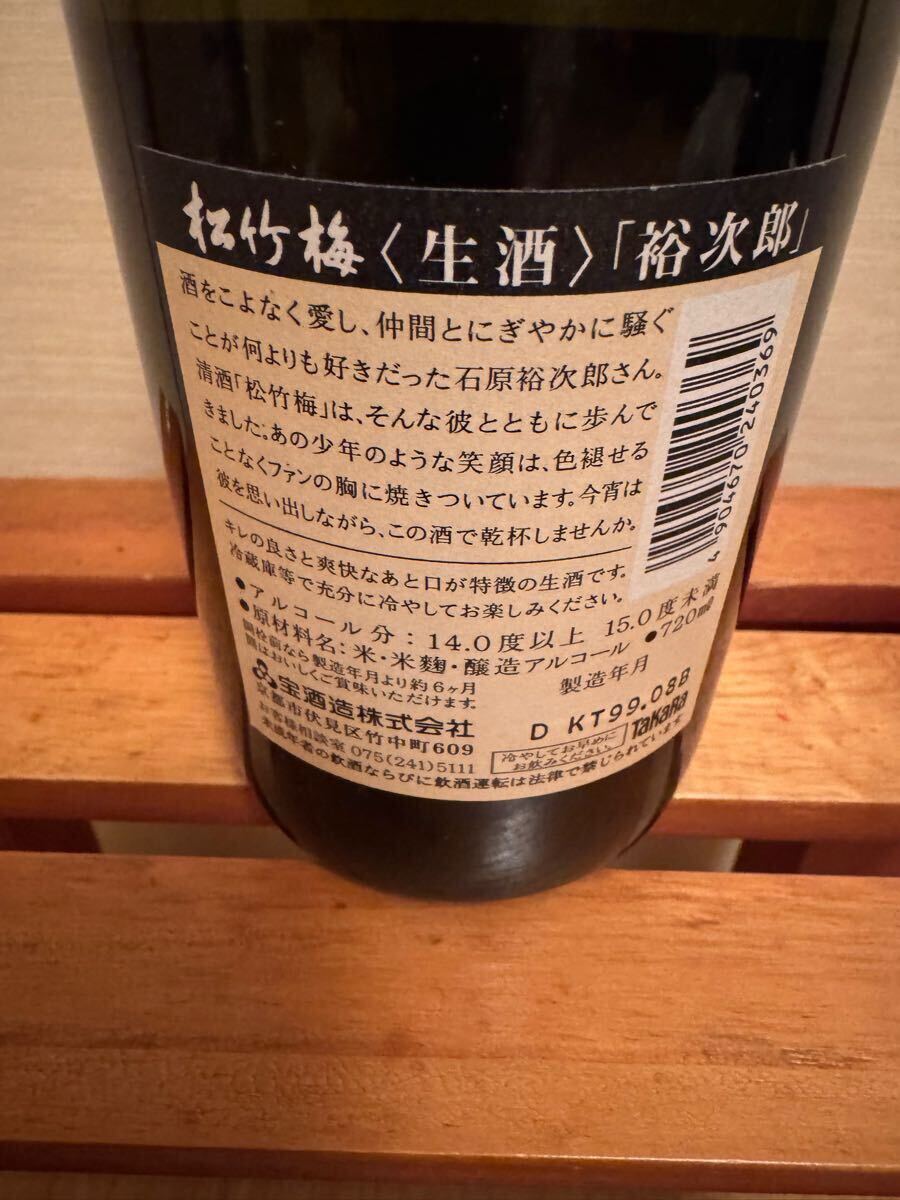 松竹梅〈生酒〉「裕次郎」
酒をこよなく愛し、仲間とにぎやかに騒ぐ
ことが何よりも好きだった石原裕次郎さん。
清酒「松竹梅」は、そんな彼とともに歩んで
きました。あの少年のような笑顔は、色褪せる
ことなくファンの胸に焼きついています。今宵は
彼を思い出しながら、この酒で乾杯しませんか。
4904670240369
キレの良さと爽快なあと口が特徴の生酒です。
冷蔵庫等で充分に冷やしてお楽しみください。
●アルコール分：14.0度以上 15.0度未満
●原材料名：米・米麴・醸造アルコール ●720ml
開栓前なら製造年月より約6ヶ月
間はおいしくご賞味いただけます。
製造年月
宝酒造株式会社
D KT99.08B
京都市伏見区竹中町609
TaKaRa
お客様相談室 075(241)5111
冷やしてお早めに
お飲みください。
未成年者の飲酒ならびに飲酒運転は法律で禁じられています